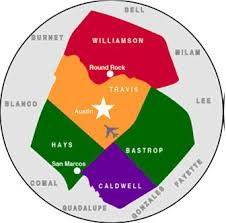 BELL
BURNET
WILLIAMSON
MILAM
Round Rock
TRAVIS
BLANCO
LEE
Austin
HAYS
BASTROP
San Marcos
FAYETTE
COMAL
CALDWELL
GONZALES
GUADALUPE